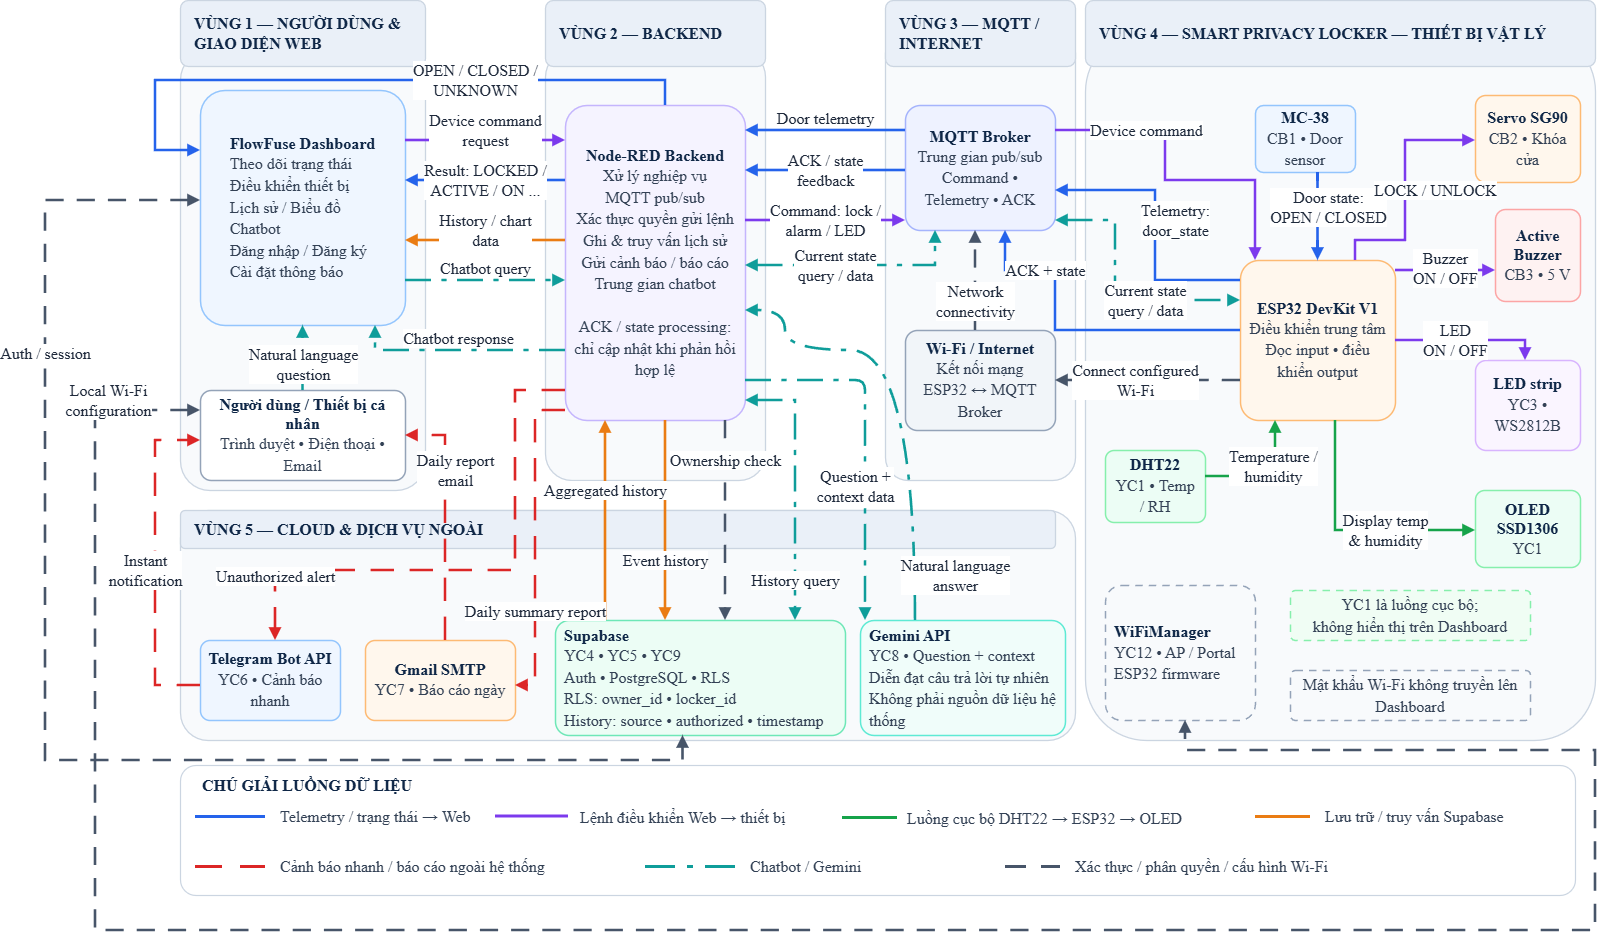 VÙNG 1 — NGƯỜI DÙNG &
GIAO DIỆN WEB
VÙNG 2 — BACKEND
VÙNG 3 — MQTT /
INTERNET
VÙNG 4 — SMART PRIVACY LOCKER — THIẾT BỊ VẬT LÝ
OPEN / CLOSED /
UNKNOWN
FlowFuse Dashboard
Theo dõi trạng thái
Điều khiển thiết bị
Lịch sử / Biểu đồ
Chatbot
Đăng nhập / Đăng ký
Cài đặt thông báo
Device command
request
Result: LOCKED /
ACTIVE / ON ...
History / chart
data
Chatbot query
Chatbot response
Natural language
question
Node-RED Backend
Xử lý nghiệp vụ
MQTT pub/sub
Xác thực quyền gửi lệnh
Ghi & truy vấn lịch sử
Gửi cảnh báo / báo cáo
Trung gian chatbot
ACK / state processing:
chỉ cập nhật khi phản hồi
hợp lệ
Door telemetry
ACK / state
feedback
Command: lock /
alarm / LED
Current state
query / data
MQTT Broker
Trung gian pub/sub
Command •
Telemetry • ACK
Device command
Telemetry:
door_state
ACK + state
Current state
query / data
Network
connectivity
Wi-Fi / Internet
Kết nối mạng
ESP32 ↔ MQTT
Broker
Connect configured
Wi-Fi
MC-38
CB1 • Door
sensor
Door state:
OPEN / CLOSED
LOCK / UNLOCK
Servo SG90
CB2 • Khóa
cửa
Active
Buzzer
CB3 • 5 V
Buzzer
ON / OFF
ESP32 DevKit V1
Điều khiển trung tâm
Đọc input • điều
khiển output
LED
ON / OFF
LED strip
YC3 •
WS2812B
DHT22
YC1 • Temp
/ RH
Temperature /
humidity
Display temp
& humidity
OLED
SSD1306
YC1
Auth / session
Local Wi-Fi
configuration
Người dùng / Thiết bị cá
nhân
Trình duyệt • Điện thoại •
Email
Daily report
email
Aggregated history
Ownership check
Question +
context data
VÙNG 5 — CLOUD & DỊCH VỤ NGOÀI
Instant
notification
Unauthorized alert
Event history
History query
Natural language
answer
Daily summary report
Telegram Bot API
YC6 • Cảnh báo
nhanh
Gmail SMTP
YC7 • Báo cáo ngày
Supabase
YC4 • YC5 • YC9
Auth • PostgreSQL • RLS
RLS: owner_id • locker_id
History: source • authorized • timestamp
Gemini API
YC8 • Question + context
Diễn đạt câu trả lời tự nhiên
Không phải nguồn dữ liệu hệ
thống
WiFiManager
YC12 • AP / Portal
ESP32 firmware
YC1 là luồng cục bộ;
không hiển thị trên Dashboard
Mật khẩu Wi-Fi không truyền lên
Dashboard
CHÚ GIẢI LUỒNG DỮ LIỆU
Telemetry / trạng thái → Web
Lệnh điều khiển Web → thiết bị
Luồng cục bộ DHT22 → ESP32 → OLED
Lưu trữ / truy vấn Supabase
Cảnh báo nhanh / báo cáo ngoài hệ thống
Chatbot / Gemini
Xác thực / phân quyền / cấu hình Wi-Fi